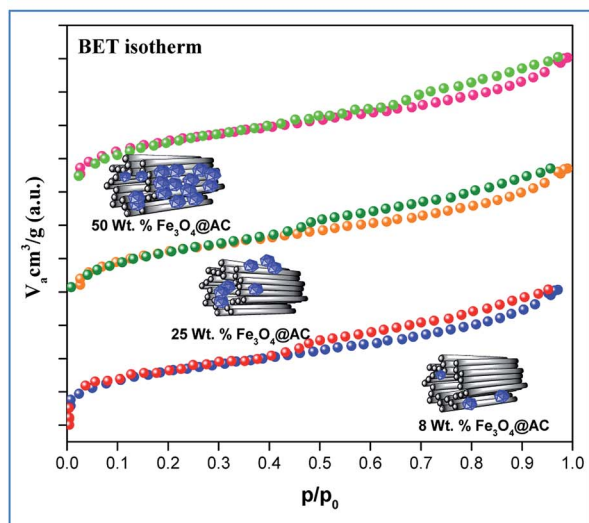 BET isotherm
Vₐ cm³/g (a.u.)
50 Wt. % Fe₃O₄@AC
25 Wt. % Fe₃O₄@AC
8 Wt. % Fe₃O₄@AC
0.0 0.1 0.2 0.3 0.4 0.5 0.6 0.7 0.8 0.9 1.0
p/p₀